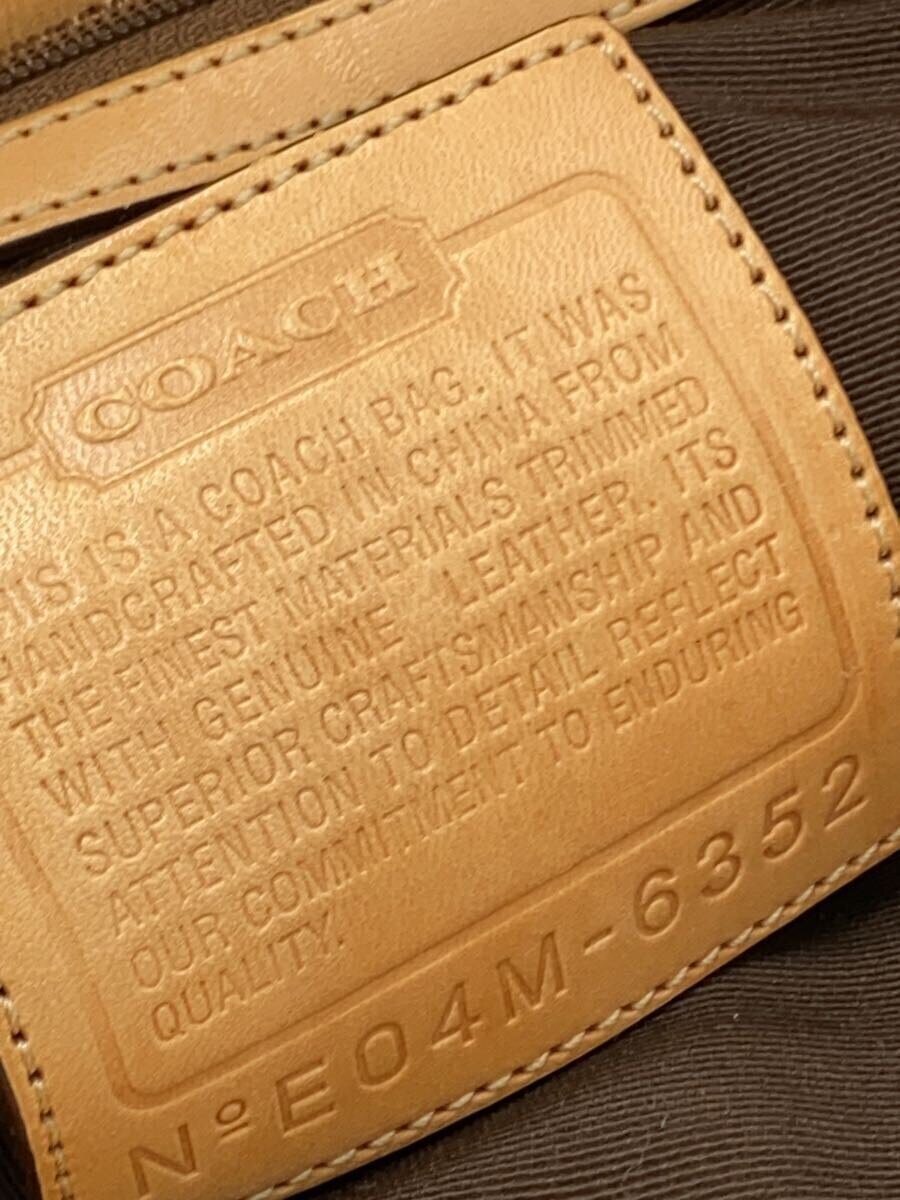 COACH
THIS IS A COACH BAG. IT WAS
HANDCRAFTED IN CHINA FROM
THE FINEST MATERIALS TRIMMED
WITH GENUINE LEATHER. ITS
SUPERIOR CRAFTSMANSHIP AND
ATTENTION TO DETAIL REFLECT
OUR COMMITMENT TO ENDURING
QUALITY.
Nº E04M-6352